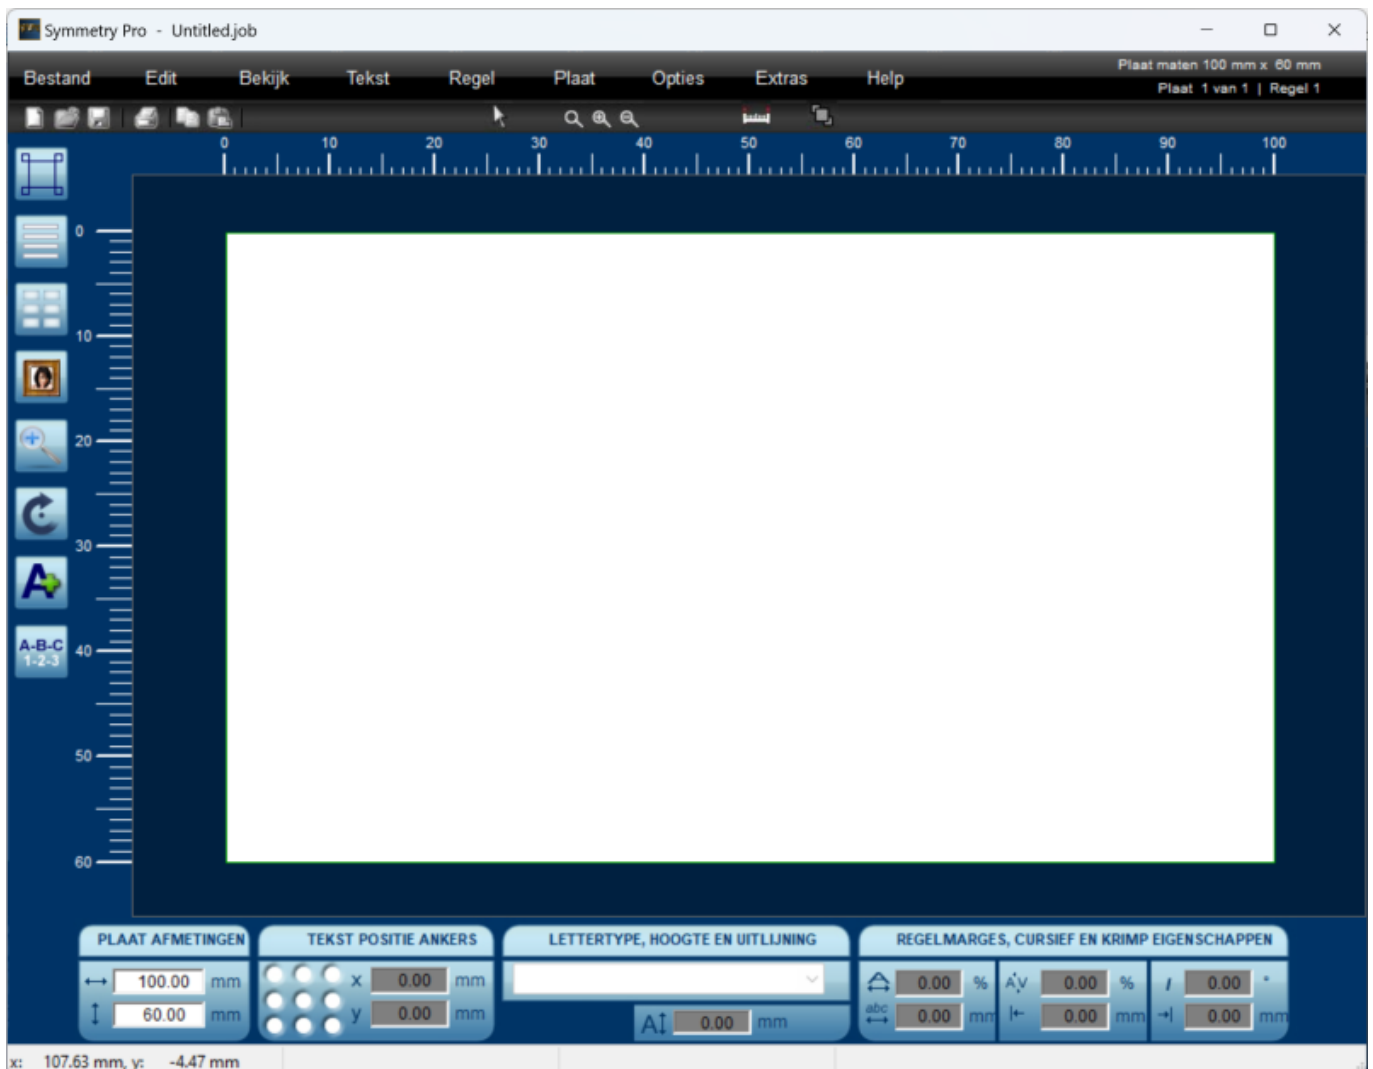 Symmetry Pro - Untitled.job
Bestand Edit Bekijk Tekst Regel Plaat Opties Extras Help
Plaat maten 100 mm x 60 mm
Plaat 1 van 1 | Regel 1
0 10 20 30 40 50 60 70 80 90 100
0
10
20
30
40
50
60
A-B-C
1-2-3
PLAAT AFMETINGEN
100.00 mm
60.00 mm
TEKST POSITIE ANKERS
x 0.00 mm
y 0.00 mm
LETTERTYPE, HOOGTE EN UITLIJNING
A 0.00 mm
REGELMARGES, CURSIEF EN KRIMP EIGENSCHAPPEN
0.00 % AV 0.00 % I 0.00 °
abc 0.00 mm 0.00 mm 0.00 mm
x: 107.63 mm, y: -4.47 mm